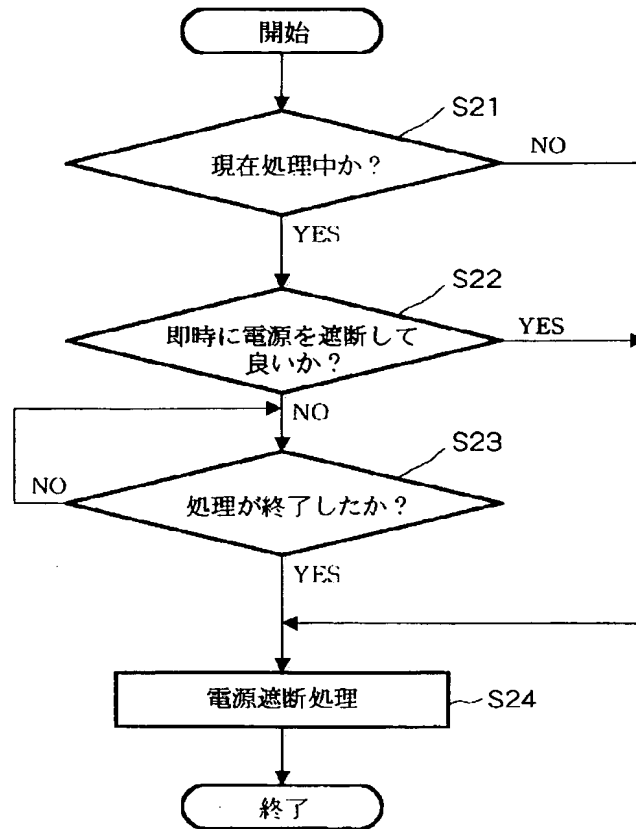 開始
S21
現在処理中か？
NO
YES
S22
即時に電源を遮断して
良いか？
YES
NO
S23
NO
処理が終了したか？
YES
電源遮断処理
S24
終了